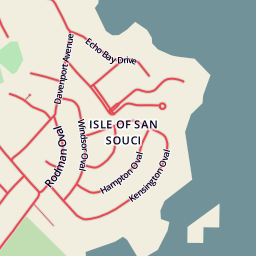 Echo Bay Drive
Davenport Avenue
ISLE OF SAN
SOUCI
Windsor Oval
Rodman Oval
Hampton Oval
Kensington Oval